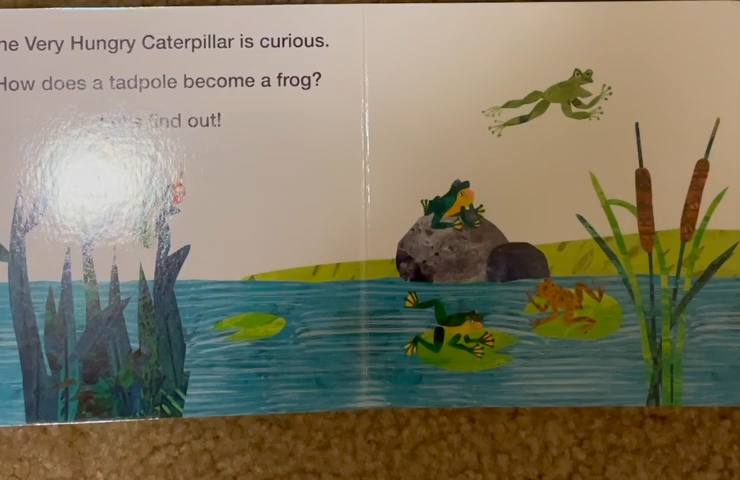 he Very Hungry Caterpillar is curious.
How does a tadpole become a frog?
find out!